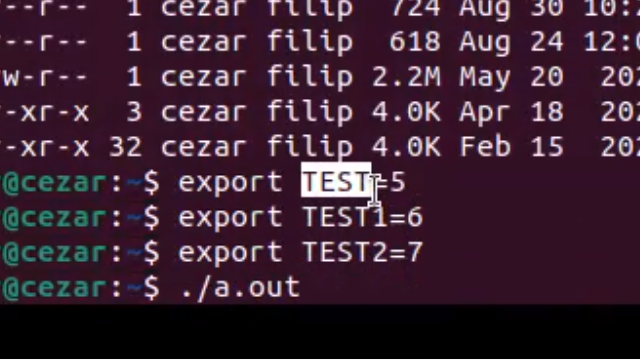 --r-- 1 cezar filip 724 Aug 30 10:
--r-- 1 cezar filip 618 Aug 24 12:0
w-r-- 1 cezar filip 2.2M May 20 202
-xr-x 3 cezar filip 4.0K Apr 18 202
-xr-x 32 cezar filip 4.0K Feb 15 202
@cezar:~$ export TEST=5
@cezar:~$ export TEST1=6
@cezar:~$ export TEST2=7
@cezar:~$ ./a.out